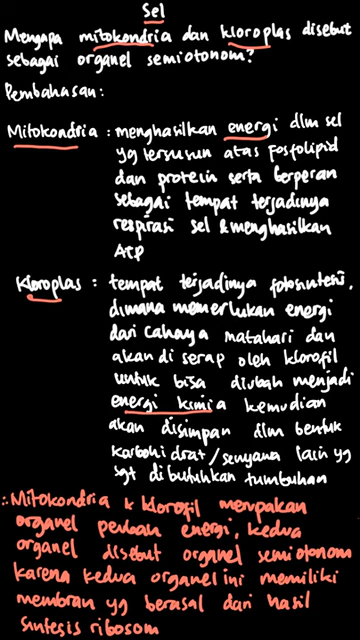 Sel
Mengapa mitokondria dan kloroplas disebut
sebagai organel semiotonom?
Pembahasan:
Mitokondria : menghasilkan energi dlm sel
yg tersusun atas fosfolipid
dan protein serta berperan
sebagai tempat terjadinya
respirasi sel & menghasilkan
ATP
Kloroplas : tempat terjadinya fotosintesis,
dimana memerlukan energi
dari cahaya matahari dan
akan di serap oleh klorofil
untuk bisa diubah menjadi
energi kimia kemudian
akan disimpan dlm bentuk
karbohidrat/senyawa lain yg
sgt dibutuhkan tumbuhan
∴ Mitokondria & klorofil merupakan
organel penghasil energi, kedua
organel disebut organel semiotonom
karena kedua organel ini memiliki
membran yg berasal dari hasil
sintesis ribosom